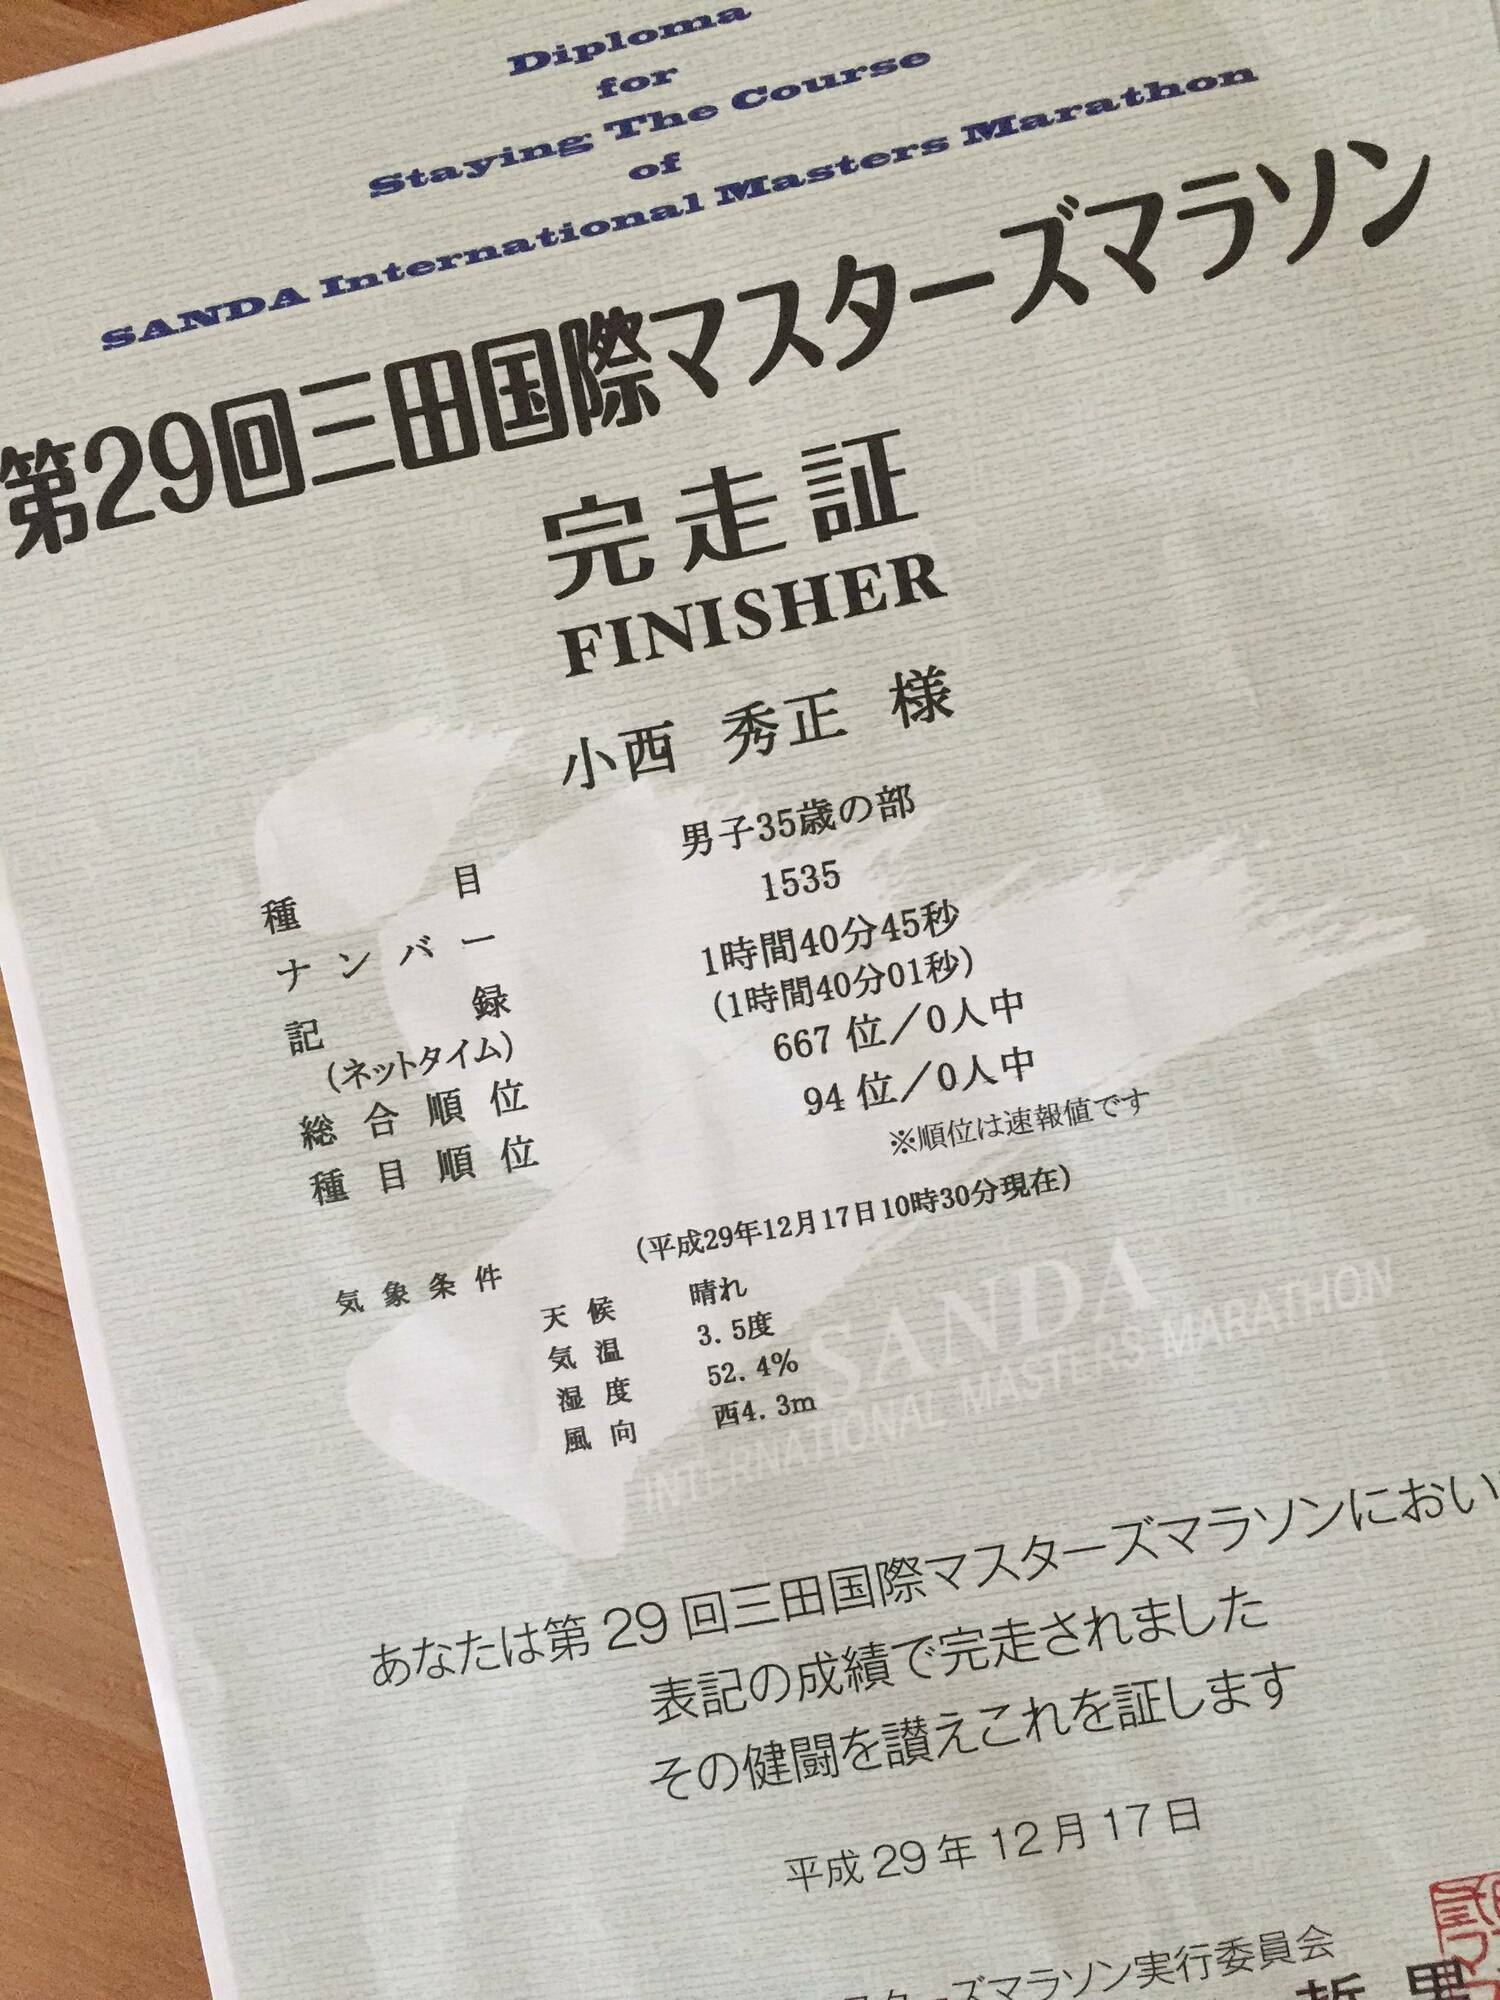 Diploma
for
Staying The Course
of
SANDA International Masters Marathon
第29回三田国際マスターズマラソン
完走証
FINISHER
小西 秀正 様
種目 男子35歳の部
ナンバー 1535
記録 1時間40分45秒
(ネットタイム) (1時間40分01秒)
総合順位 667 位／0人中
種目順位 94 位／0人中
※順位は速報値です
気象条件 (平成29年12月17日10時30分現在)
天候 晴れ
気温 3.5度
湿度 52.4%
風向 西4.3m
SANDA
INTERNATIONAL MASTERS MARATHON
あなたは第 29 回三田国際マスターズマラソンにおい
表記の成績で完走されました
その健闘を讃えこれを証します
平成 29 年 12 月 17 日
スターズマラソン実行委員会